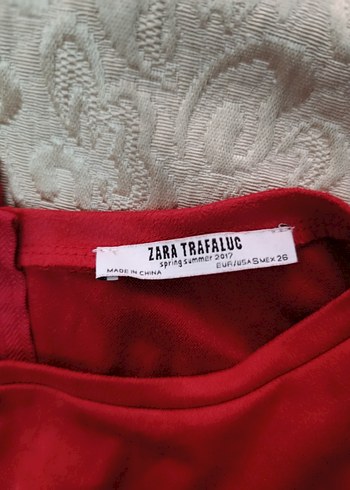 ZARA TRAFALUC
spring summer 2017
MADE IN CHINA EUR/USA S MEX 26